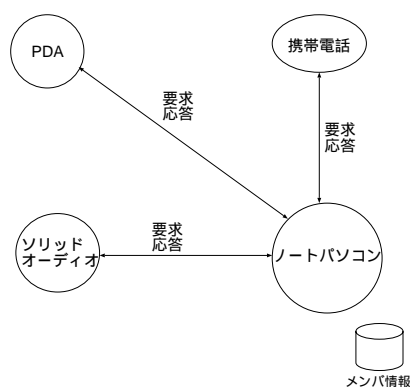 PDA
携帯電話
要求
応答
要求
応答
要求
応答
ソリッド
オーディオ
ノートパソコン
メンバ情報